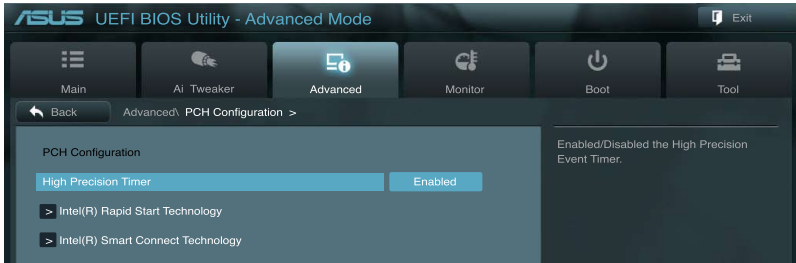 ASUS UEFI BIOS Utility - Advanced Mode
Exit
Main
Ai Tweaker
Advanced
Monitor
Boot
Tool
Back
Advanced\ PCH Configuration >
PCH Configuration
High Precision Timer Enabled
> Intel(R) Rapid Start Technology
> Intel(R) Smart Connect Technology
Enabled/Disabled the High Precision
Event Timer.